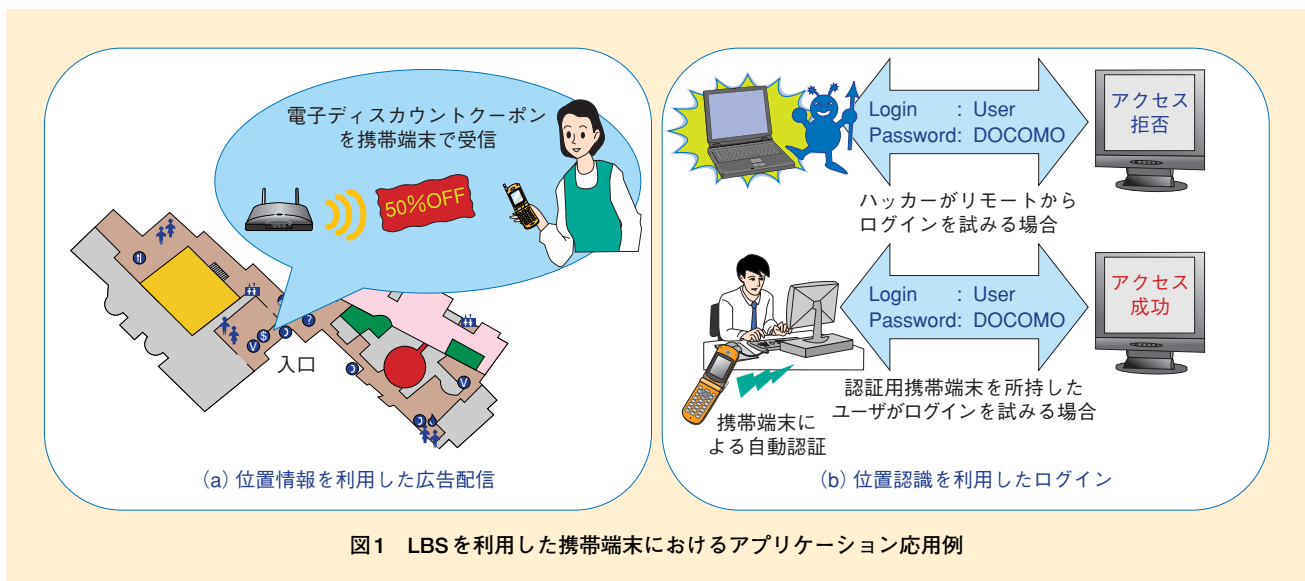 電子ディスカウントクーポン
を携帯端末で受信
50%OFF
入口
?
$
V
V
(a) 位置情報を利用した広告配信
Login : User
Password: DOCOMO
アクセス
拒否
ハッカーがリモートから
ログインを試みる場合
Login : User
Password: DOCOMO
アクセス
成功
認証用携帯端末を所持した
ユーザがログインを試みる場合
携帯端末に
よる自動認証
(b) 位置認識を利用したログイン
図1 LBSを利用した携帯端末におけるアプリケーション応用例